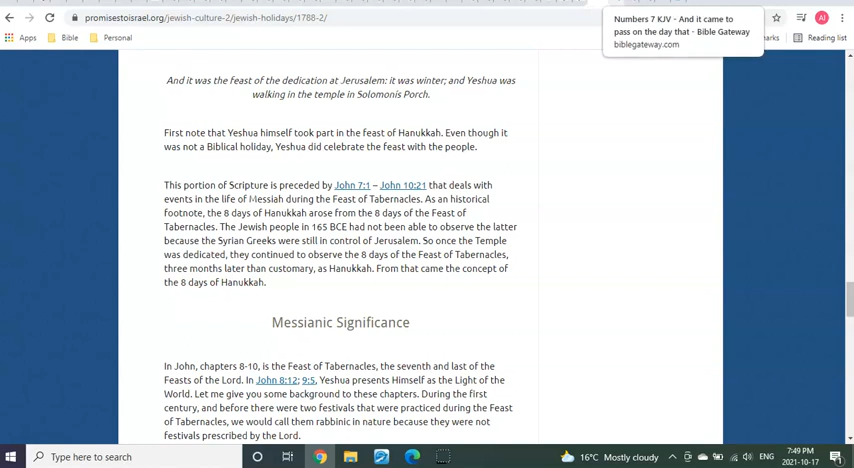 promisestoisrael.org/jewish-culture-2/jewish-holidays/1788-2/
Numbers 7 KJV - And it came to
pass on the day that - Bible Gateway
biblegateway.com
AI
Apps
Bible
Personal
Reading list
And it was the feast of the dedication at Jerusalem: it was winter; and Yeshua was
walking in the temple in Solomonís Porch.
First note that Yeshua himself took part in the feast of Hanukkah. Even though it
was not a Biblical holiday, Yeshua did celebrate the feast with the people.
This portion of Scripture is preceded by John 7:1 – John 10:21 that deals with
events in the life of Messiah during the Feast of Tabernacles. As an historical
footnote, the 8 days of Hanukkah arose from the 8 days of the Feast of
Tabernacles. The Jewish people in 165 BCE had not been able to observe the latter
because the Syrian Greeks were still in control of Jerusalem. So once the Temple
was dedicated, they continued to observe the 8 days of the Feast of Tabernacles,
three months later than customary, as Hanukkah. From that came the concept of
the 8 days of Hanukkah.
Messianic Significance
In John, chapters 8-10, is the Feast of Tabernacles, the seventh and last of the
Feasts of the Lord. In John 8:12; 9:5, Yeshua presents Himself as the Light of the
World. Let me give you some background to these chapters. During the first
century, and before there were two festivals that were practiced during the Feast
of Tabernacles, we would call them rabbinic in nature because they were not
festivals prescribed by the Lord.
Type here to search
16°C Mostly cloudy
ENG
7:49 PM
2021-10-17